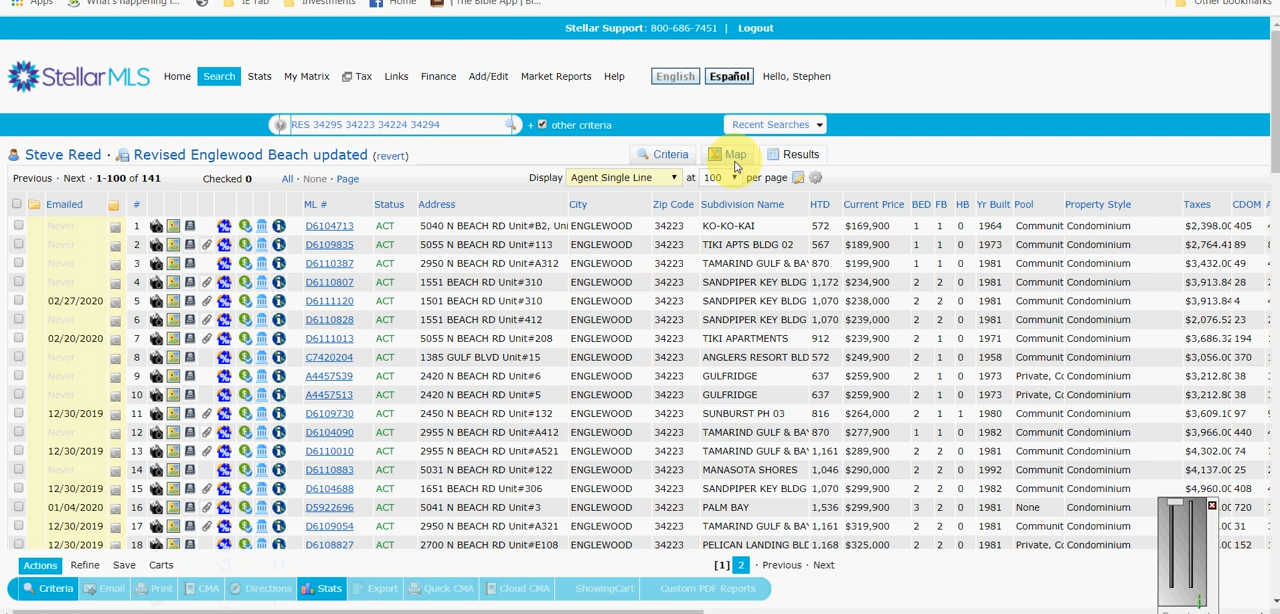 Apps What's happening i... IE Tab Investments Home | The Bible App | Bi... Other bookmarks
Stellar Support: 800-686-7451 | Logout
StellarMLS Home Search Stats My Matrix Tax Links Finance Add/Edit Market Reports Help English Español Hello, Stephen
RES 34295 34223 34224 34294 + other criteria Recent Searches
Steve Reed - Revised Englewood Beach updated (revert) Criteria Map Results
Previous · Next · 1-100 of 141 Checked 0 All · None · Page Display Agent Single Line at 100 per page
Emailed # ML # Status Address City Zip Code Subdivision Name HTD Current Price BED FB HB Yr Built Pool Property Style Taxes CDOM A
Never 1 D6104713 ACT 5040 N BEACH RD Unit#B2, Uni ENGLEWOOD 34223 KO-KO-KAI 572 $169,900 1 1 0 1964 Communit Condominium $2,398.00 405
Never 2 D6109835 ACT 5055 N BEACH RD Unit#113 ENGLEWOOD 34223 TIKI APTS BLDG 02 567 $189,900 1 1 0 1973 Communit Condominium $2,764.41 89
Never 3 D6110387 ACT 2950 N BEACH RD Unit#A312 ENGLEWOOD 34223 TAMARIND GULF & BAY 870 $199,900 1 1 0 1981 Communit Condominium $3,432.00 49
Never 4 D6110807 ACT 1551 BEACH RD Unit#310 ENGLEWOOD 34223 SANDPIPER KEY BLDG 1,172 $234,900 2 2 0 1981 Communit Condominium $3,913.84 28
02/27/2020 5 D6111120 ACT 1501 BEACH RD Unit#310 ENGLEWOOD 34223 SANDPIPER KEY BLDG 1,070 $238,000 2 2 0 1981 Communit Condominium $3,913.84 4
Never 6 D6110828 ACT 1551 BEACH RD Unit#412 ENGLEWOOD 34223 SANDPIPER KEY BLDG 1,070 $239,000 2 2 0 1981 Communit Condominium $2,076.52 23
02/20/2020 7 D6111013 ACT 5055 N BEACH RD Unit#208 ENGLEWOOD 34223 TIKI APARTMENTS 912 $239,900 2 1 0 1971 Communit Condominium $3,686.32 194
Never 8 C7420204 ACT 1385 GULF BLVD Unit#15 ENGLEWOOD 34223 ANGLERS RESORT BLD 572 $249,900 2 1 0 1958 Communit Condominium $3,056.00 370
Never 9 A4457539 ACT 2420 N BEACH RD Unit#6 ENGLEWOOD 34223 GULFRIDGE 637 $259,900 2 1 0 1973 Private, Co Condominium $3,212.80 38
Never 10 A4457513 ACT 2420 N BEACH RD Unit#5 ENGLEWOOD 34223 GULFRIDGE 637 $259,900 2 1 0 1973 Private, Co Condominium $3,212.80 38
12/30/2019 11 D6109730 ACT 2450 N BEACH RD Unit#132 ENGLEWOOD 34223 SUNBURST PH 03 816 $264,000 1 1 1 1980 Communit Condominium $3,609.10 97
Never 12 D6104090 ACT 2955 N BEACH RD Unit#A412 ENGLEWOOD 34223 TAMARIND GULF & BAY 870 $277,000 1 1 0 1982 Communit Condominium $3,966.00 440
12/30/2019 13 D6110010 ACT 2955 N BEACH RD Unit#A521 ENGLEWOOD 34223 TAMARIND GULF & BAY 1,161 $289,900 2 2 0 1981 Communit Condominium $4,302.00 74
Never 14 D6110883 ACT 5031 N BEACH RD Unit#122 ENGLEWOOD 34223 MANASOTA SHORES 1,046 $290,000 2 2 0 1982 Communit Condominium $4,137.00 25
12/30/2019 15 D6104688 ACT 1651 BEACH RD Unit#306 ENGLEWOOD 34223 SANDPIPER KEY BLDG 1,070 $299,000 2 2 0 1982 Communit Condominium $4,960.00 408
01/04/2020 16 D5922696 ACT 5041 N BEACH RD Unit#3 ENGLEWOOD 34223 PALM BAY 1,536 $299,900 3 2 0 1981 None Condominium 720
12/30/2019 17 D6109054 ACT 2950 N BEACH RD Unit#A321 ENGLEWOOD 34223 TAMARIND GULF & BAY 1,161 $319,900 2 2 0 1981 Communit Condominium 31
12/30/2019 18 D6108827 ACT 2700 N BEACH RD Unit#E108 ENGLEWOOD 34223 PELICAN LANDING BLD 1,168 $325,000 2 2 0 1981 Private, Co Condominium 152
Actions Refine Save Carts [1] 2 · Previous · Next
Criteria Email Print CMA Directions Stats Export Quick CMA Cloud CMA ShowingCart Custom PDF Reports